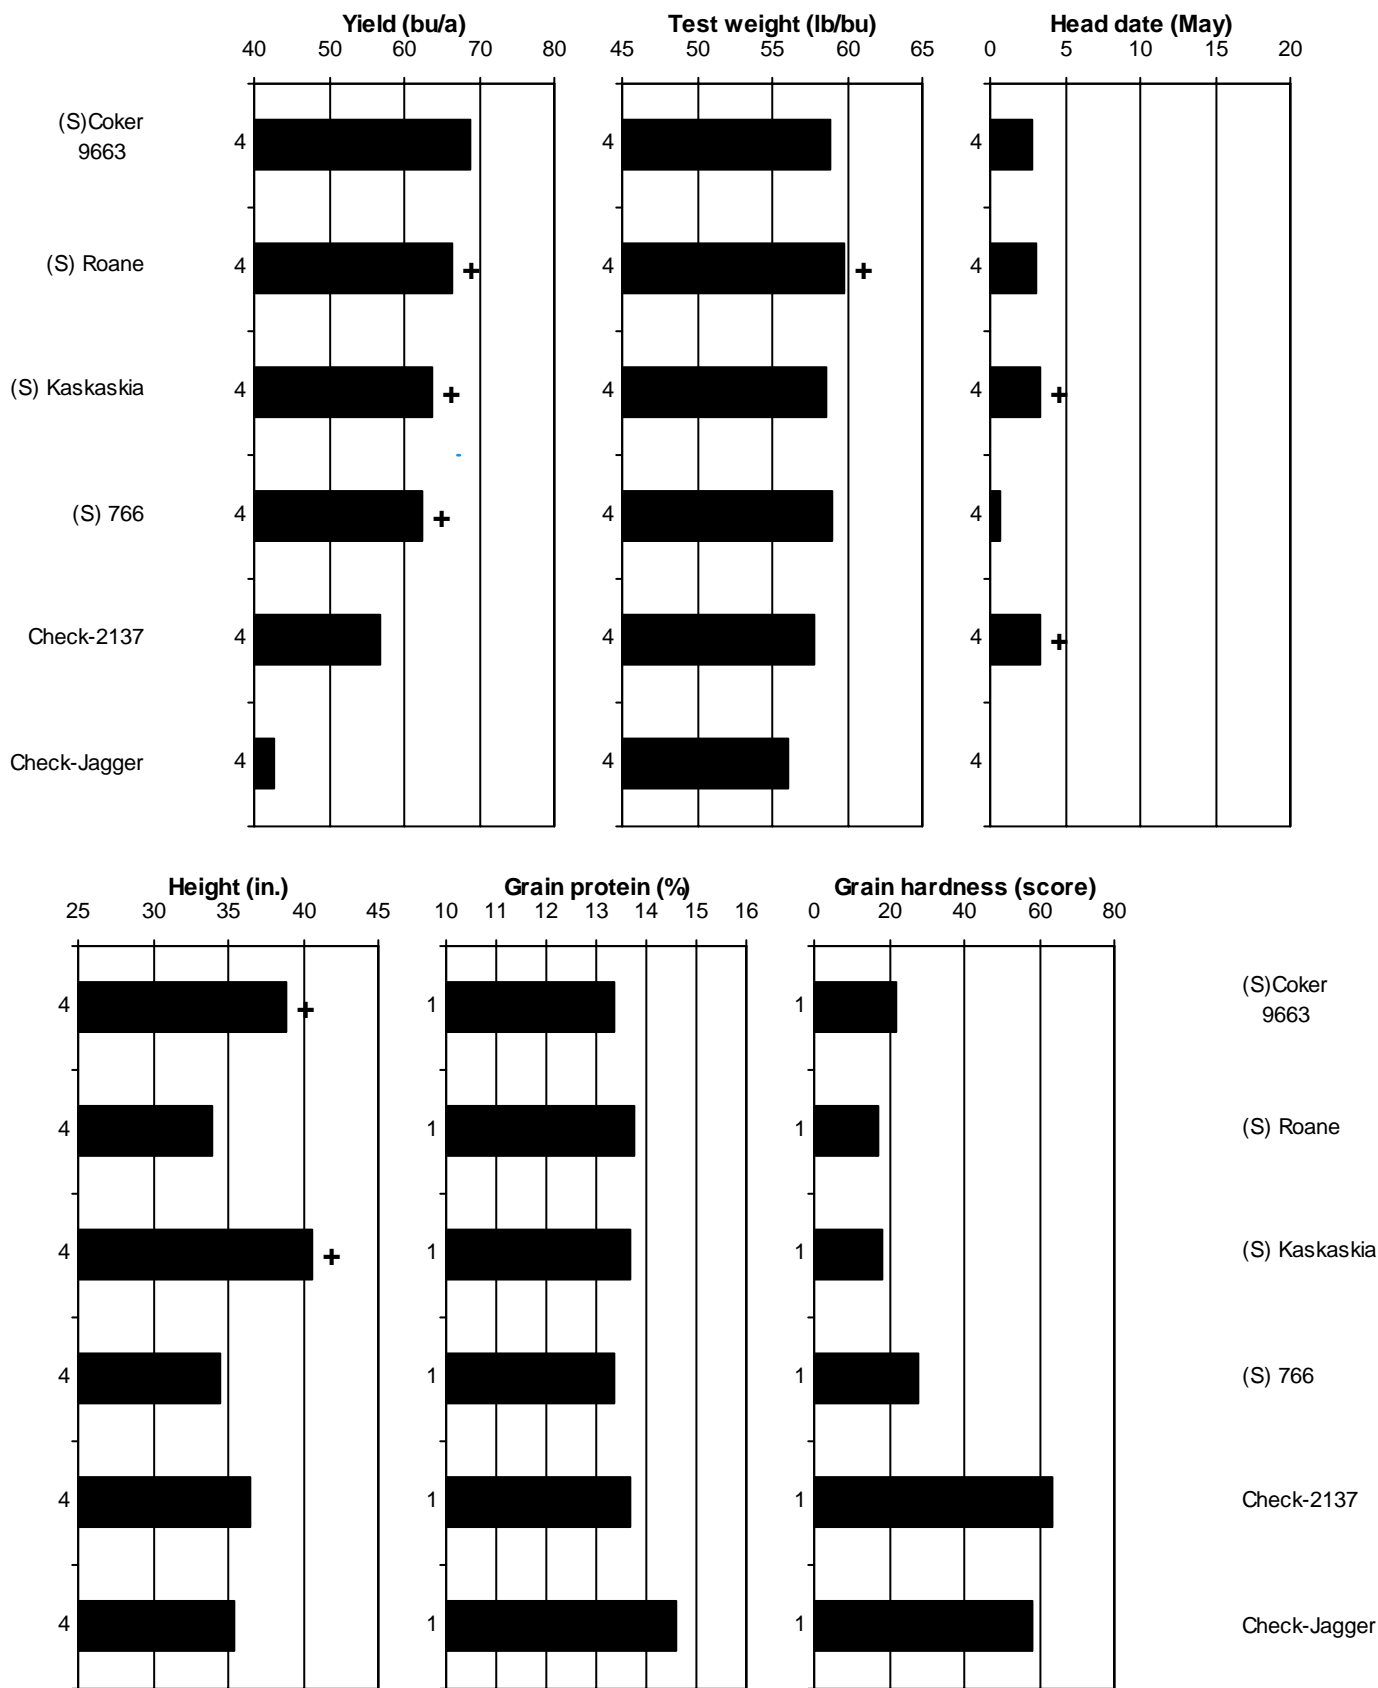 Yield (bu/a) Test weight (lb/bu) Head date (May)
40 50 60 70 80 45 50 55 60 65 0 5 10 15 20
(S)Coker
9663 4 4 4
(S) Roane 4 + 4 + 4
(S) Kaskaskia 4 + 4 4 +
(S) 766 4 + 4 4
Check-2137 4 4 4 +
Check-Jagger 4 4 4
Height (in.) Grain protein (%) Grain hardness (score)
25 30 35 40 45 10 11 12 13 14 15 16 0 20 40 60 80
4 + 1 1 (S)Coker
9663
4 1 1 (S) Roane
4 + 1 1 (S) Kaskaskia
4 1 1 (S) 766
4 1 1 Check-2137
4 1 1 Check-Jagger